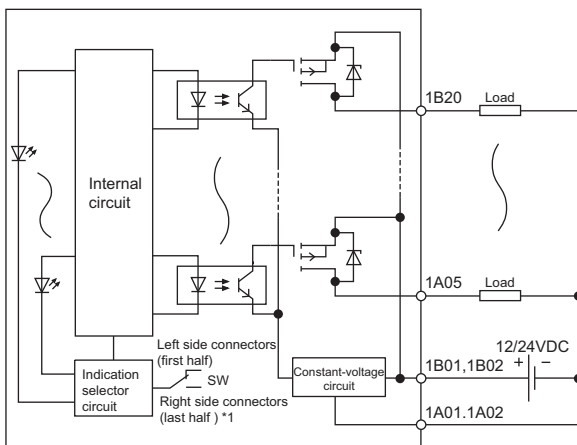 1B20
Load
Internal
circuit
1A05
Load
Left side connectors
(first half)
12/24VDC
+ −
Indication
selector
circuit
SW
Constant-voltage
circuit
1B01,1B02
Right side connectors
(last half ) *1
1A01.1A02